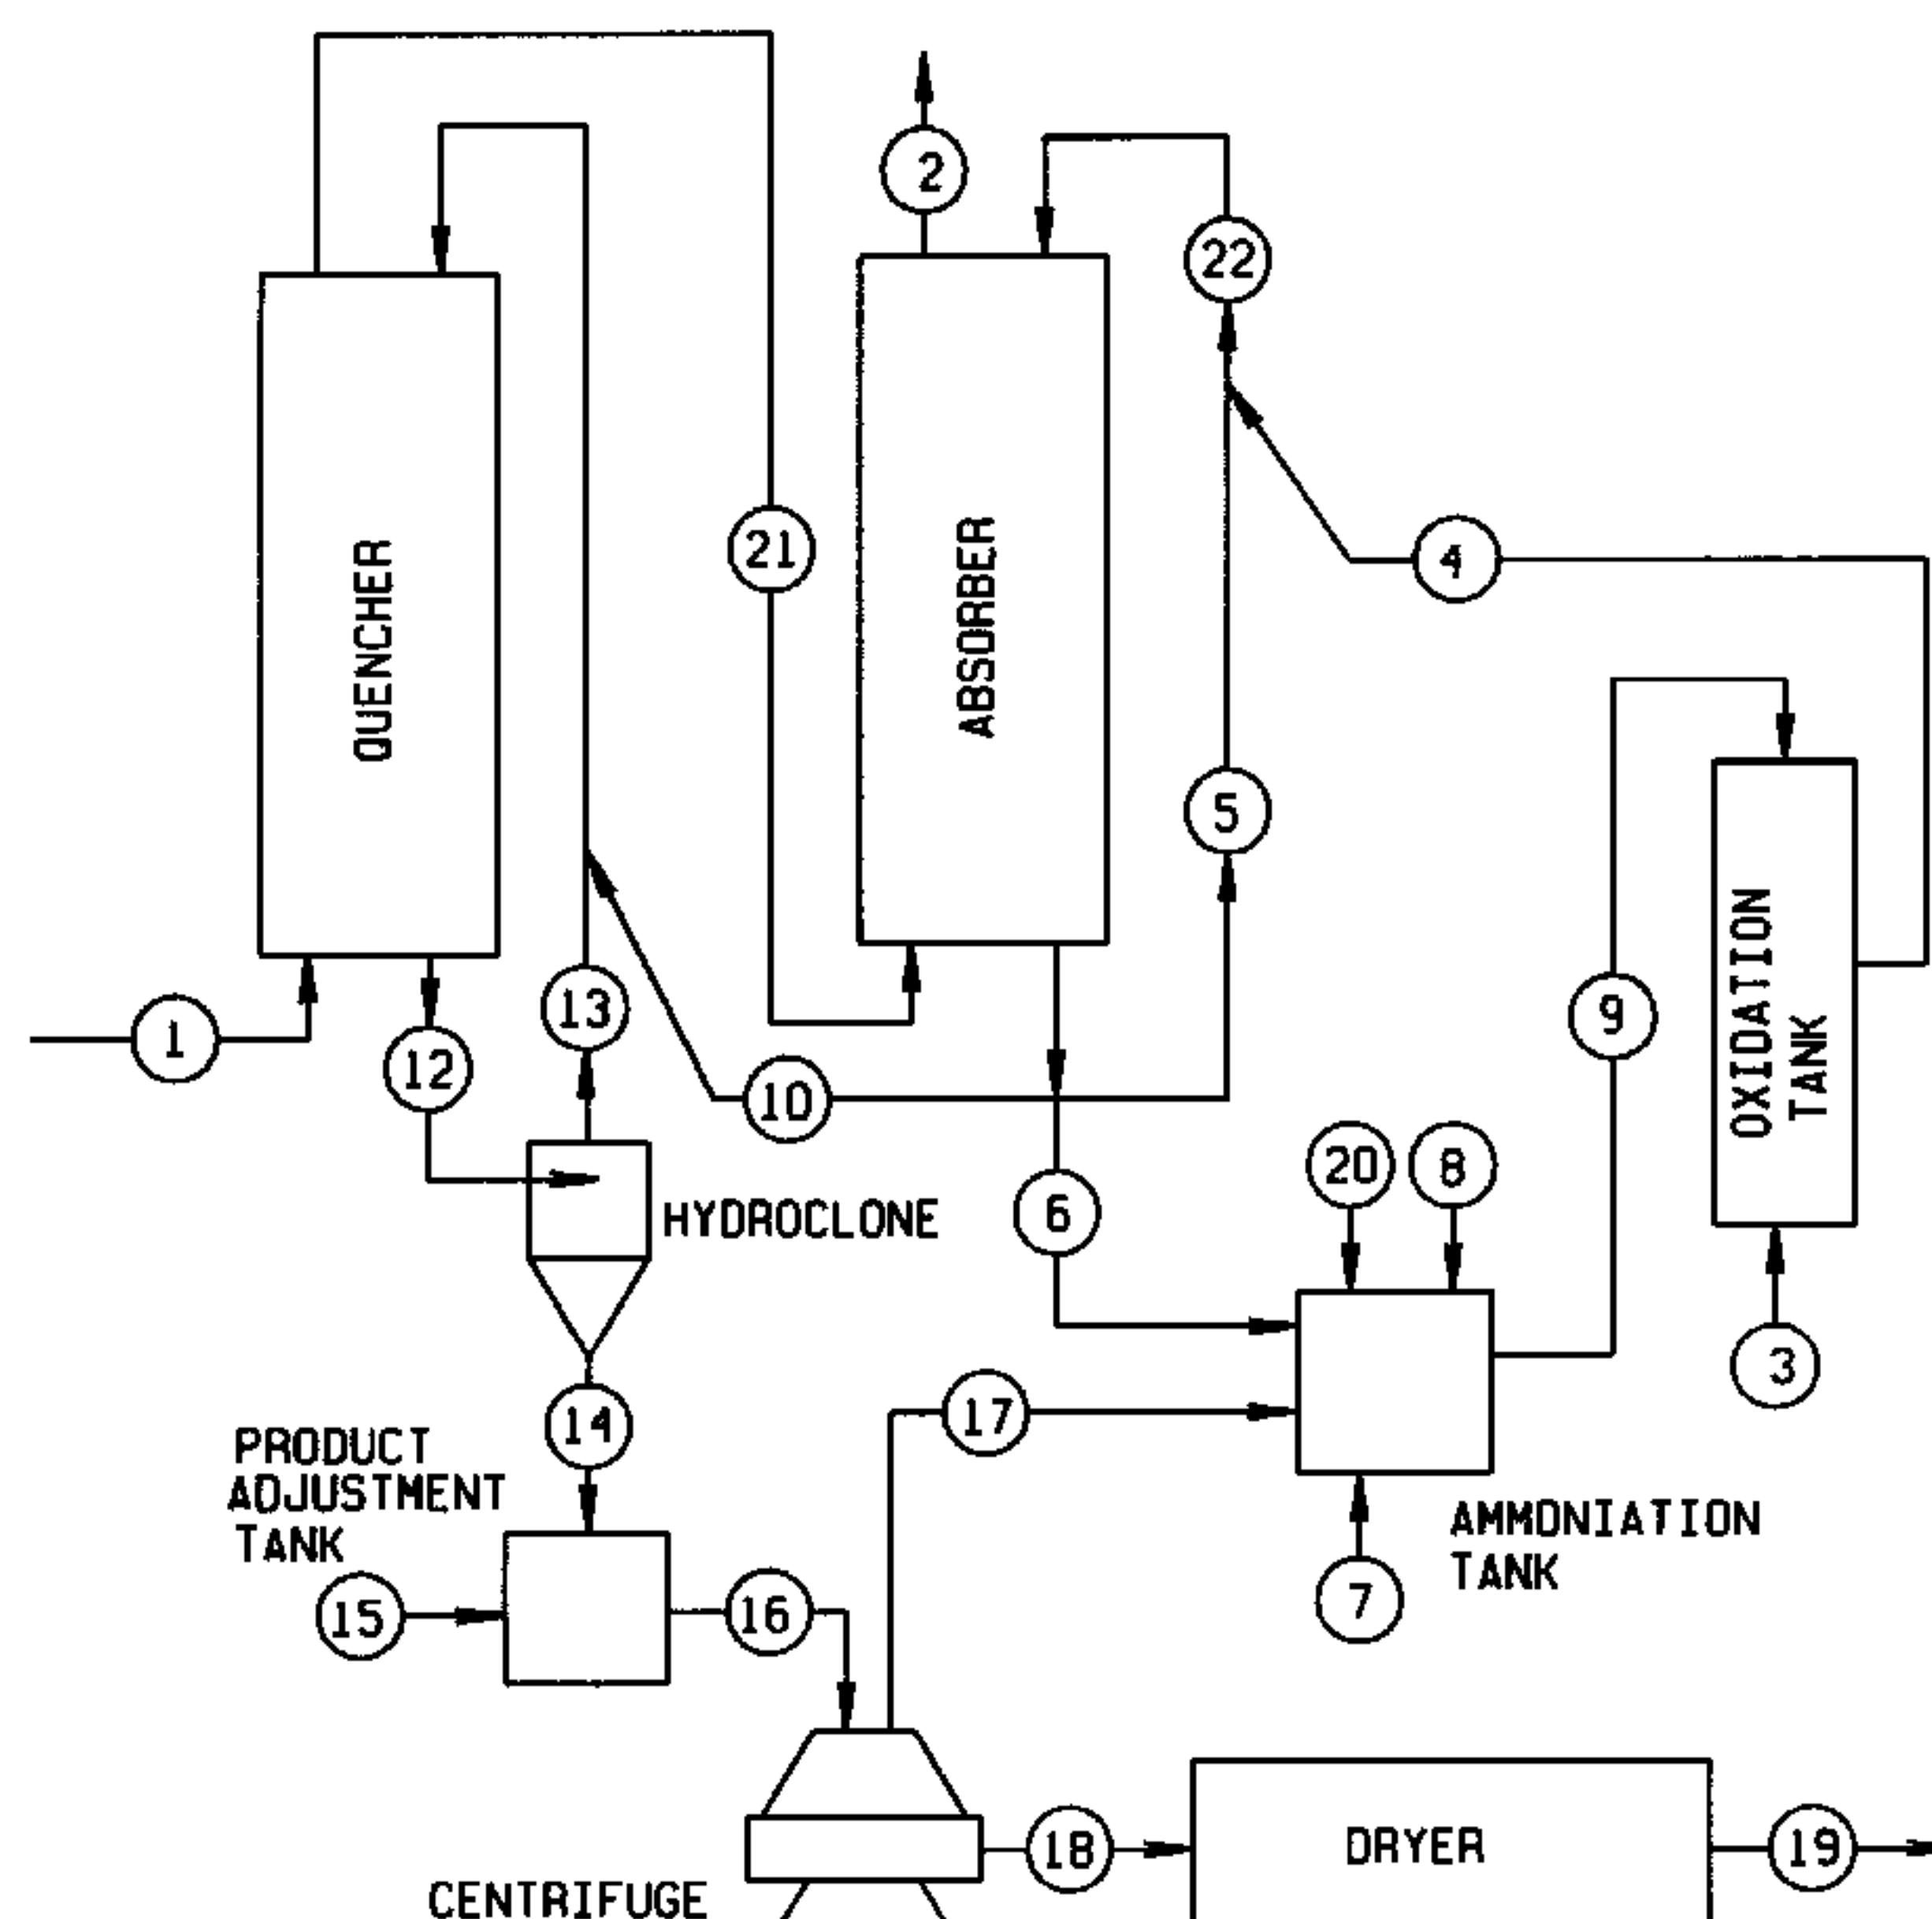 2
22
21
4
QUENCHER
ABSORBER
5
OXIDATION
TANK
1
12
13
10
9
6
20
8
HYDROCLONE
3
14
17
PRODUCT
ADJUSTMENT
TANK
AMMONIATION
TANK
15
16
7
18
DRYER
19
CENTRIFUGE